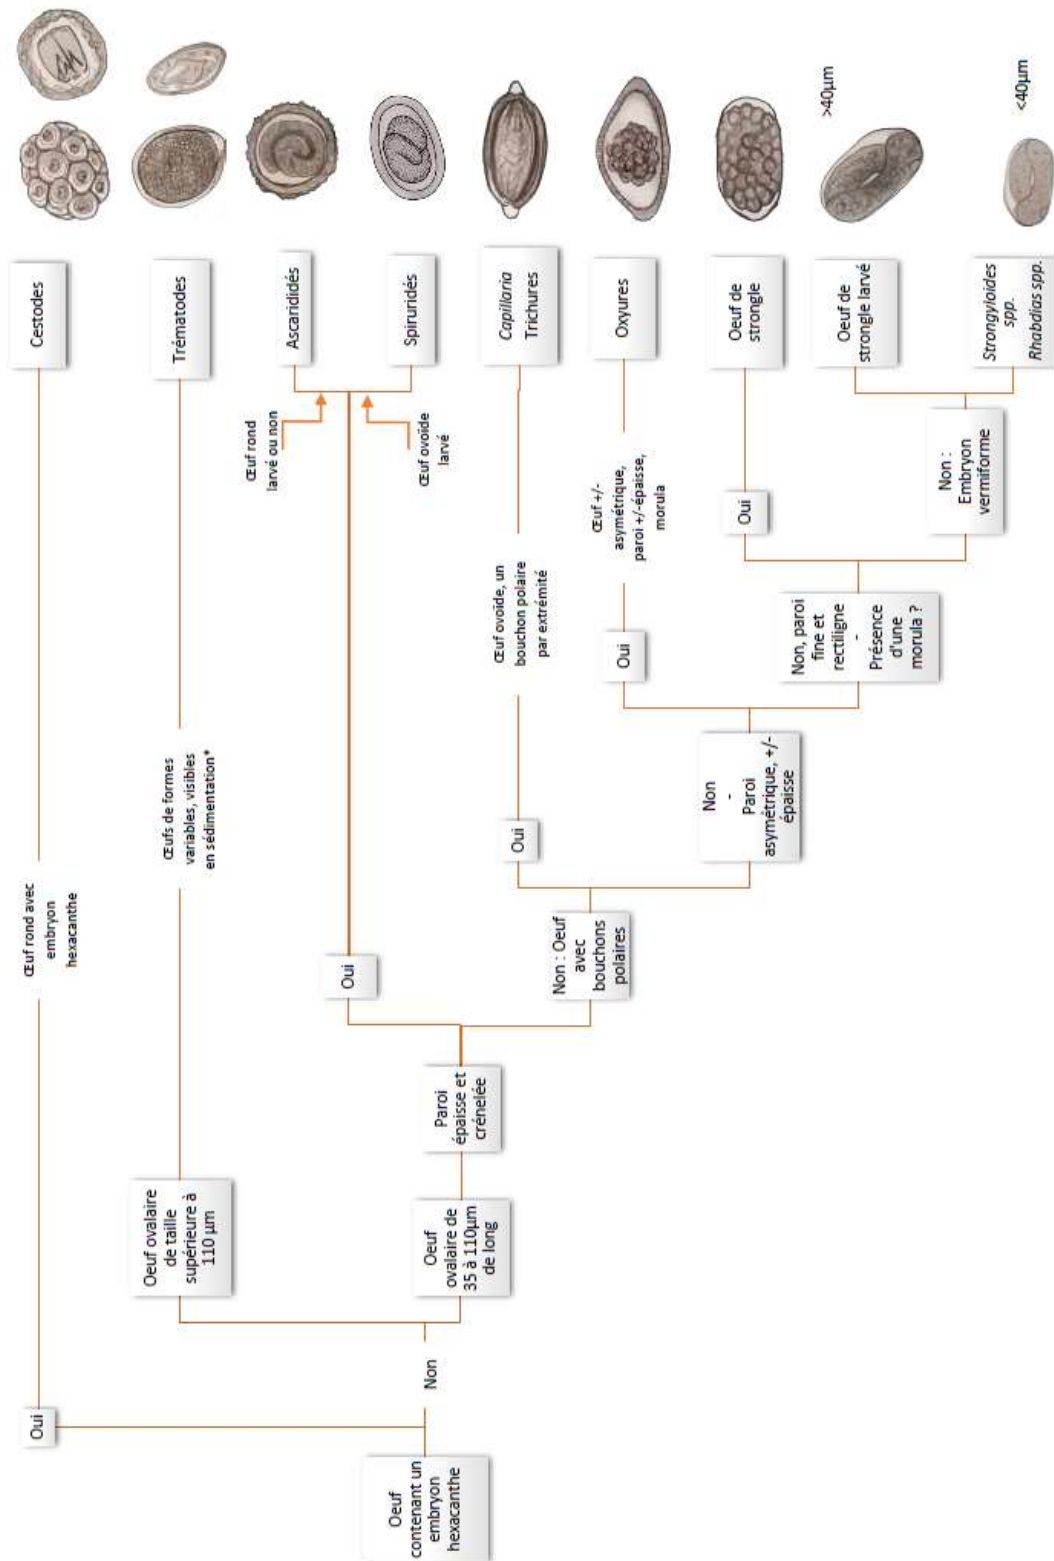 Oeuf
contenant un
embryon
hexacanthe
Oui
Non
Œuf rond avec
embryon
hexacanthe
Cestodes
Oeuf ovalaire
de taille
supérieure à
110 µm
Œufs de formes
variables, visibles
en sédimentation*
Trématodes
Oeuf
ovalaire de
35 à 110µm
de long
Paroi
épaisse et
crénelée
Oui
Œuf rond
larvé ou non
Ascarididés
Œuf ovoïde
larvé
Spiruridés
Non : Oeuf
avec
bouchons
polaires
Oui
Œuf ovoïde, un
bouchon polaire
par extrémité
Capillaria
Trichures
Non
-
Paroi
asymétrique, +/-
épaisse
Oui
Œuf +/-
asymétrique,
paroi +/-épaisse,
morula
Oxyures
Non, paroi
fine et
rectiligne
-
Présence
d'une
morula ?
Oui
Oeuf de
strongle
Non :
Embryon
vermiforme
Oeuf de
strongle larvé
>40µm
Strongyloides
spp.
Rhabdias spp.
<40µm